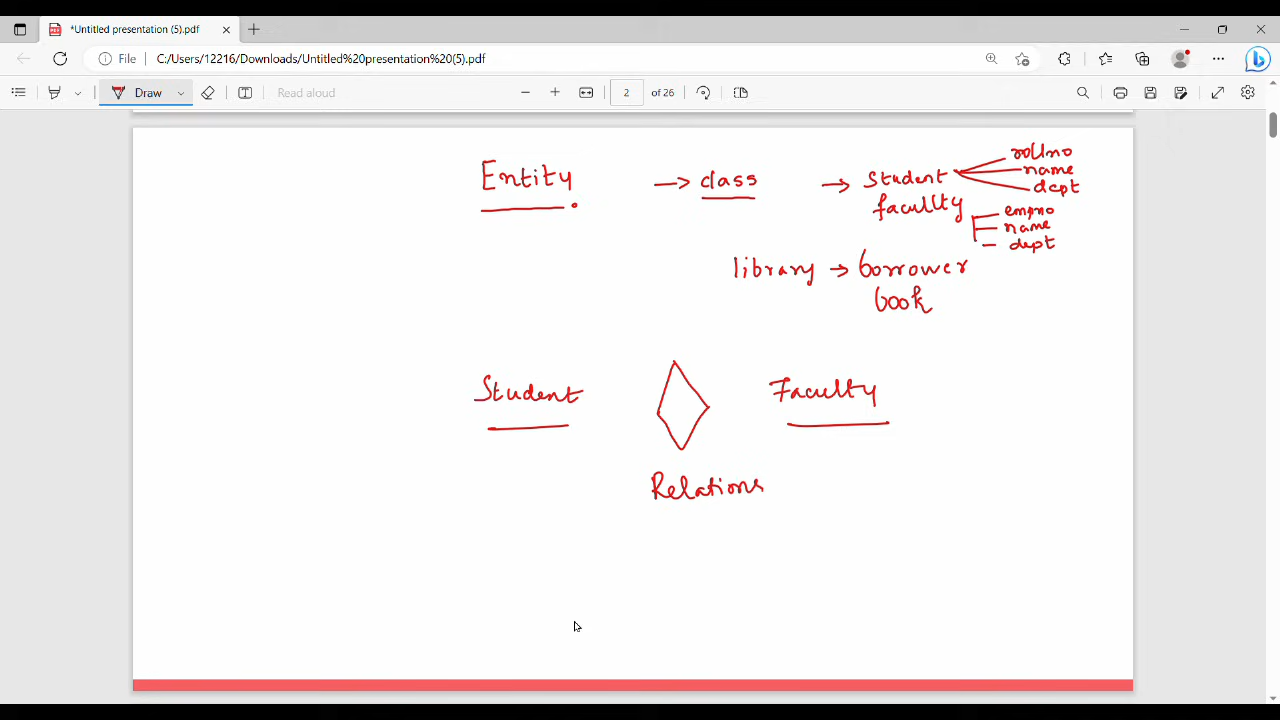 *Untitled presentation (5).pdf
File C:/Users/12216/Downloads/Untitled%20presentation%20(5).pdf
Draw Read aloud 2 of 26
Entity → class → Student rollno
name
dept
faculty empno
name
dept
library → borrower
book
Student Faculty
Relations